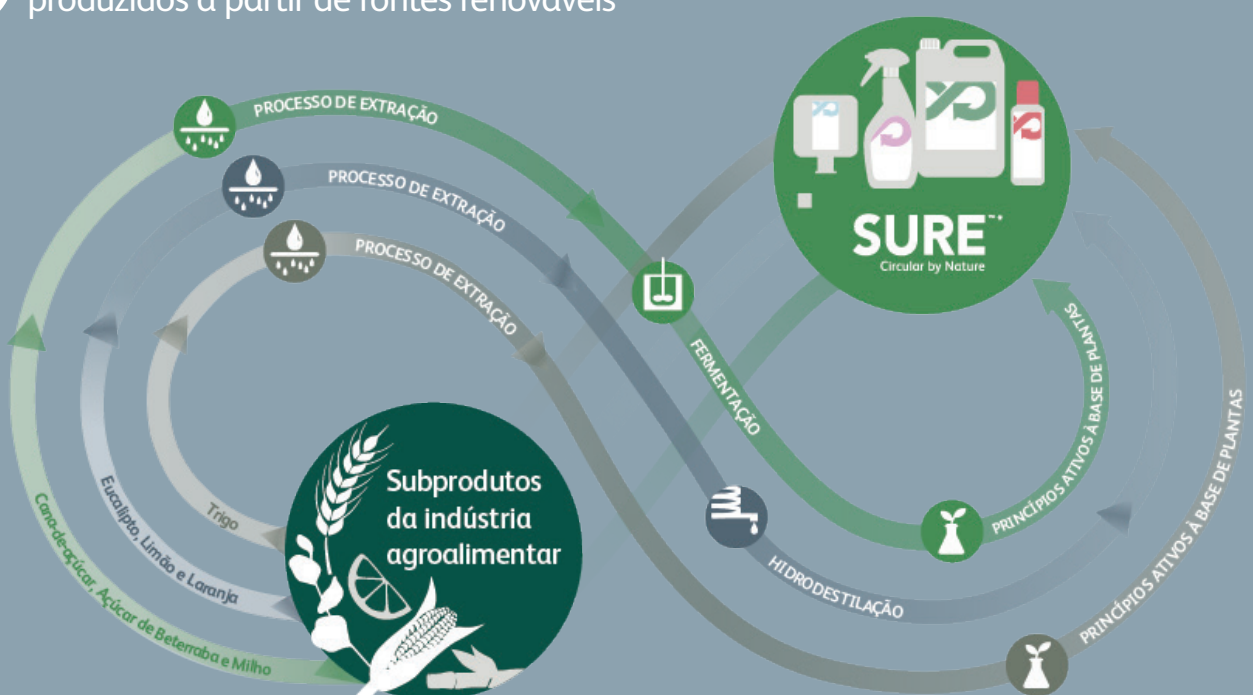 produzidos a partir de fontes renováveis
PROCESSO DE EXTRAÇÃO
PROCESSO DE EXTRAÇÃO
PROCESSO DE EXTRAÇÃO
SURE
Circular by Nature
FERMENTAÇÃO
PRINCÍPIOS ATIVOS À BASE DE PLANTAS
PRINCÍPIOS ATIVOS À BASE DE PLANTAS
Subprodutos
da indústria
agroalimentar
Trigo
Eucalipto, Limão e Laranja
Cana-de-açúcar, Açúcar de Beterraba e Milho
HIDRODESTILAÇÃO